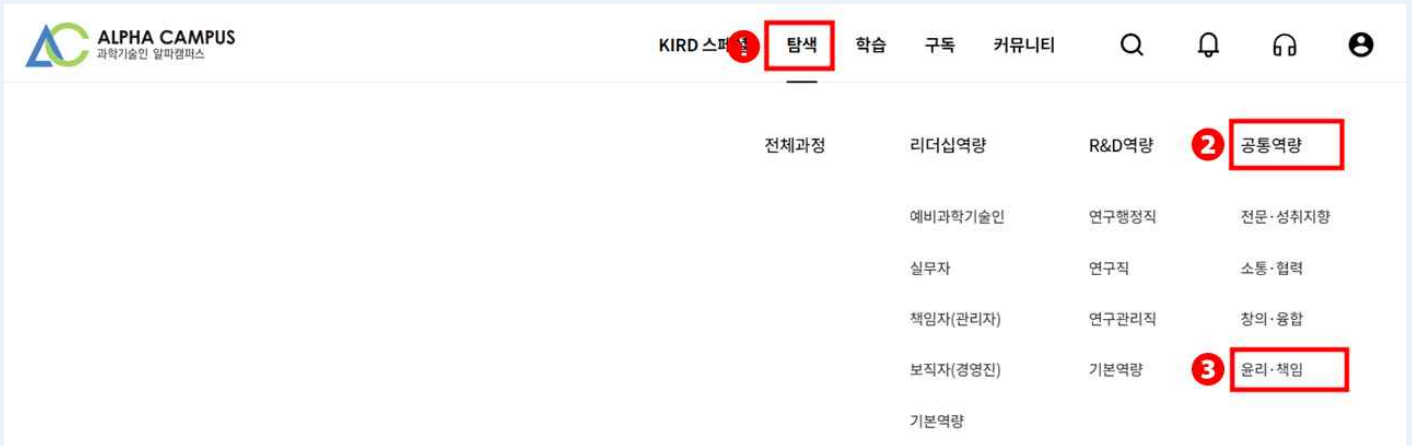 ALPHA CAMPUS
과학기술인 알파캠퍼스
KIRD 스페셜 1 탐색 학습 구독 커뮤니티
전체과정 리더십역량 R&D역량 2 공통역량
예비과학기술인 연구행정직 전문·성취지향
실무자 연구직 소통·협력
책임자(관리자) 연구관리직 창의·융합
보직자(경영진) 기본역량 3 윤리·책임
기본역량